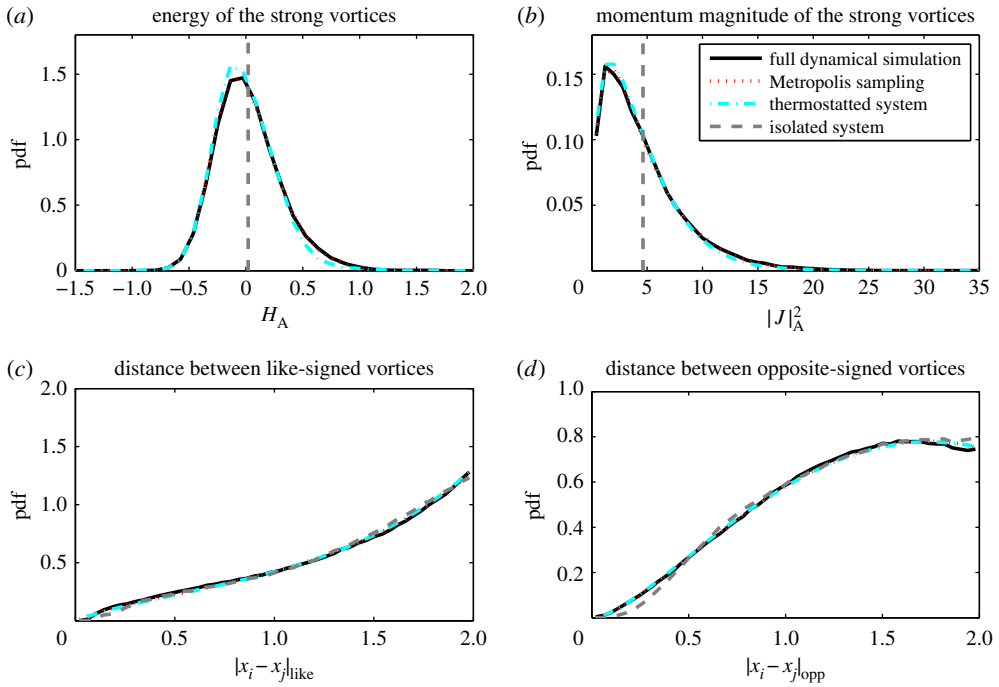 (a) energy of the strong vortices
1.5
1.0
0.5
0
pdf
−1.5 −1.0 −0.5 0 0.5 1.0 1.5 2.0
H_A
(b) momentum magnitude of the strong vortices
0.15
0.10
0.05
pdf
0 5 10 15 20 25 30 35
|J|²_A
full dynamical simulation
Metropolis sampling
thermostatted system
isolated system
(c) distance between like-signed vortices
2.0
1.5
1.0
0.5
pdf
0 0.5 1.0 1.5 2.0
|x_i − x_j|_like
(d) distance between opposite-signed vortices
1.0
0.8
0.6
0.4
0.2
pdf
0 0.5 1.0 1.5 2.0
|x_i − x_j|_opp